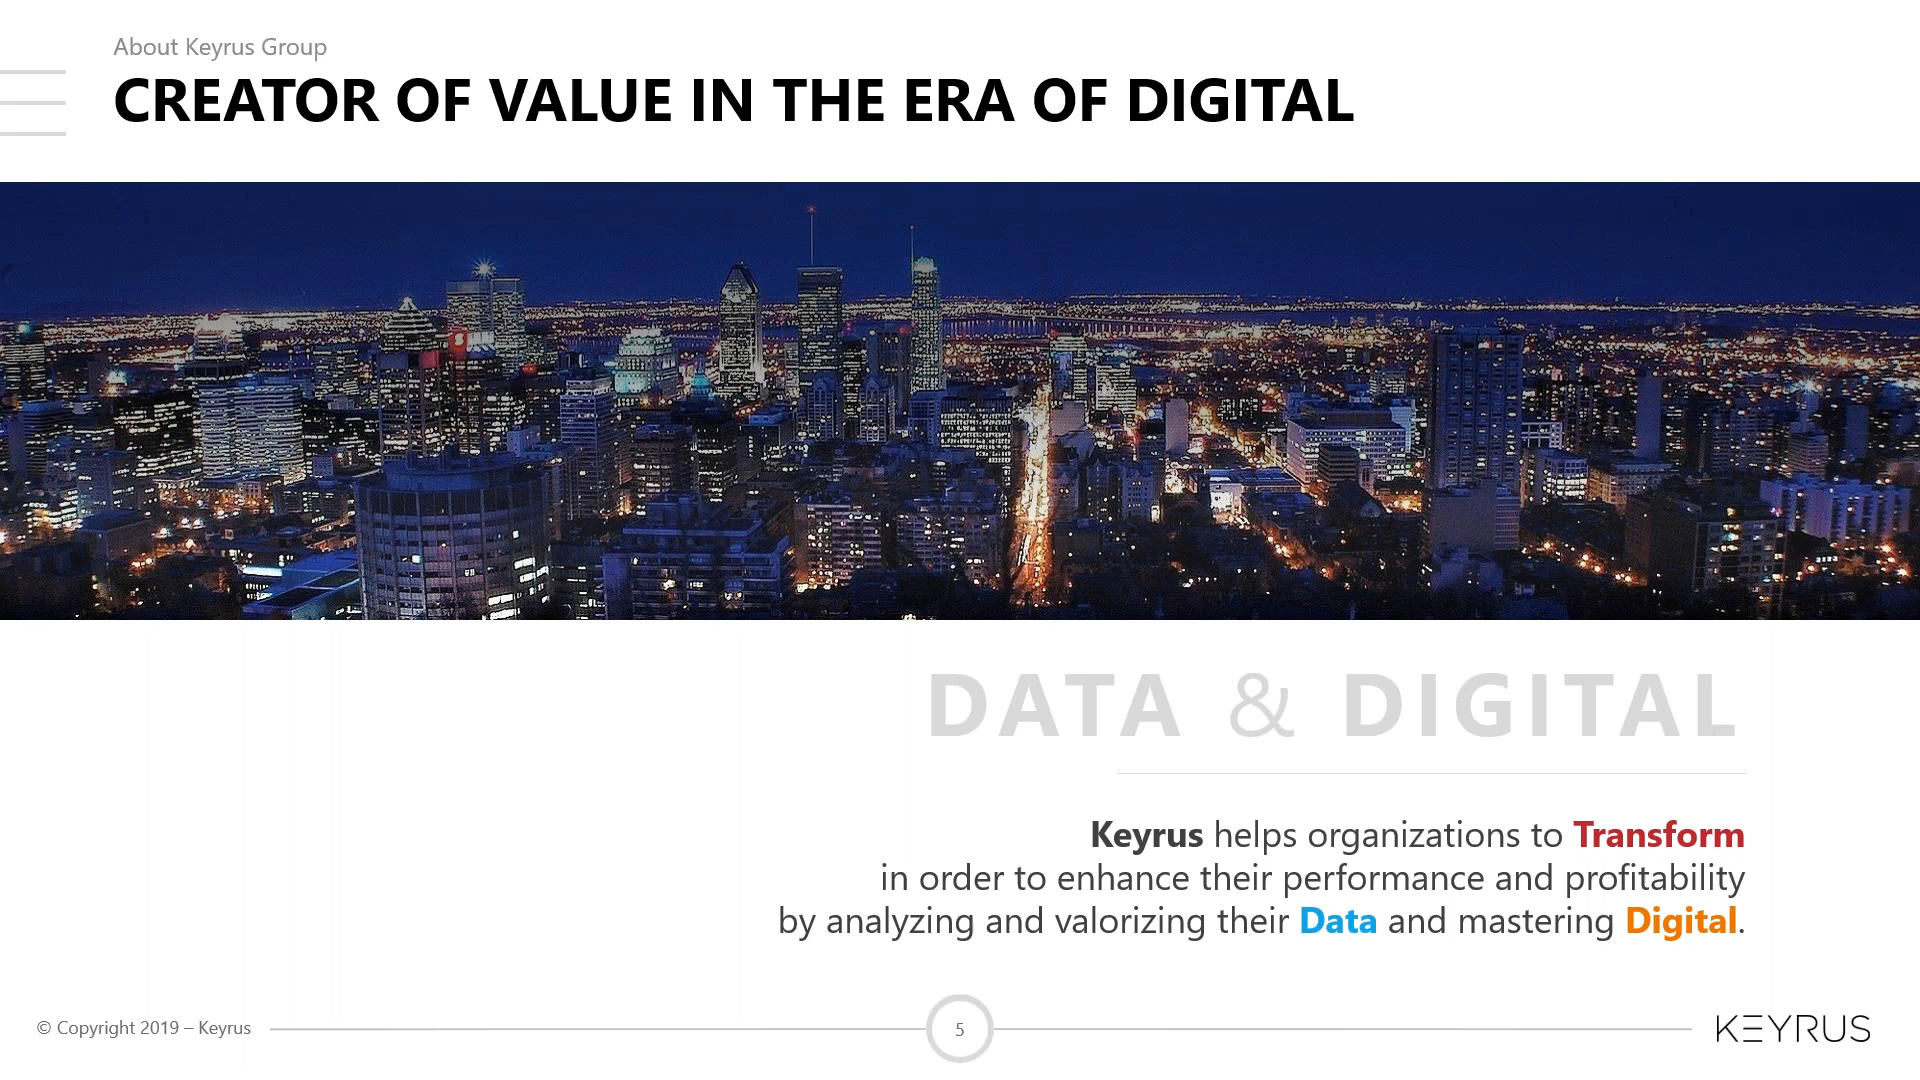 About Keyrus Group
CREATOR OF VALUE IN THE ERA OF DIGITAL
DATA & DIGITAL
Keyrus helps organizations to Transform
in order to enhance their performance and profitability
by analyzing and valorizing their Data and mastering Digital.
© Copyright 2019 – Keyrus
5
KEYRUS